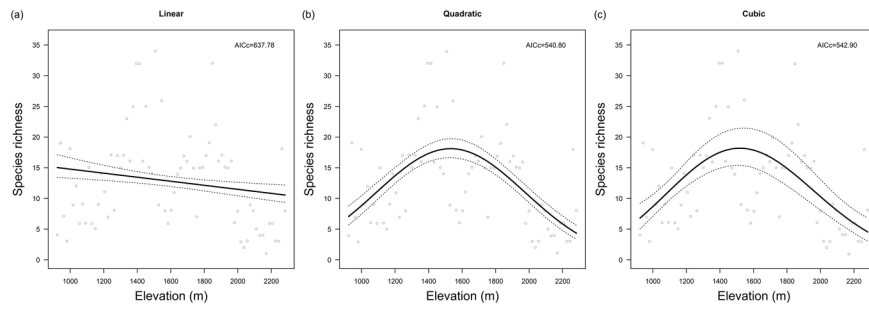 (a)
Linear
AICc=637.78
Species richness
35
30
25
20
15
10
5
0
1000 1200 1400 1600 1800 2000 2200
Elevation (m)
(b)
Quadratic
AICc=540.80
Species richness
35
30
25
20
15
10
5
0
1000 1200 1400 1600 1800 2000 2200
Elevation (m)
(c)
Cubic
AICc=542.90
Species richness
35
30
25
20
15
10
5
0
1000 1200 1400 1600 1800 2000 2200
Elevation (m)